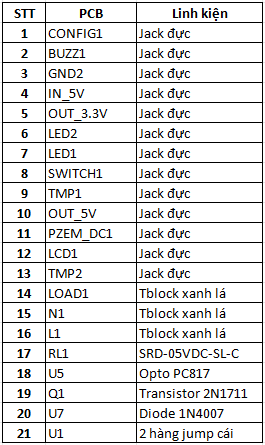 STT PCB Linh kiện
1 CONFIG1 Jack đực
2 BUZZ1 Jack đực
3 GND2 Jack đực
4 IN_5V Jack đực
5 OUT_3.3V Jack đực
6 LED2 Jack đực
7 LED1 Jack đực
8 SWITCH1 Jack đực
9 TMP1 Jack đực
10 OUT_5V Jack đực
11 PZEM_DC1 Jack đực
12 LCD1 Jack đực
13 TMP2 Jack đực
14 LOAD1 Tblock xanh lá
15 N1 Tblock xanh lá
16 L1 Tblock xanh lá
17 RL1 SRD-05VDC-SL-C
18 U5 Opto PC817
19 Q1 Transistor 2N1711
20 U7 Diode 1N4007
21 U1 2 hàng jump cái